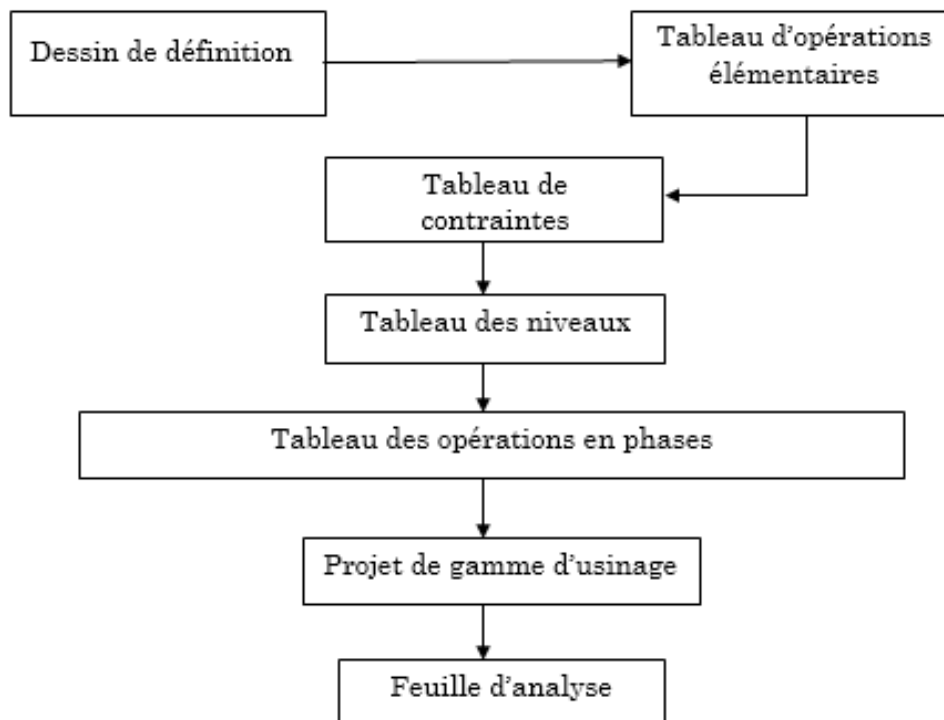 Dessin de définition
Tableau d'opérations
élémentaires
Tableau de
contraintes
Tableau des niveaux
Tableau des opérations en phases
Projet de gamme d'usinage
Feuille d'analyse